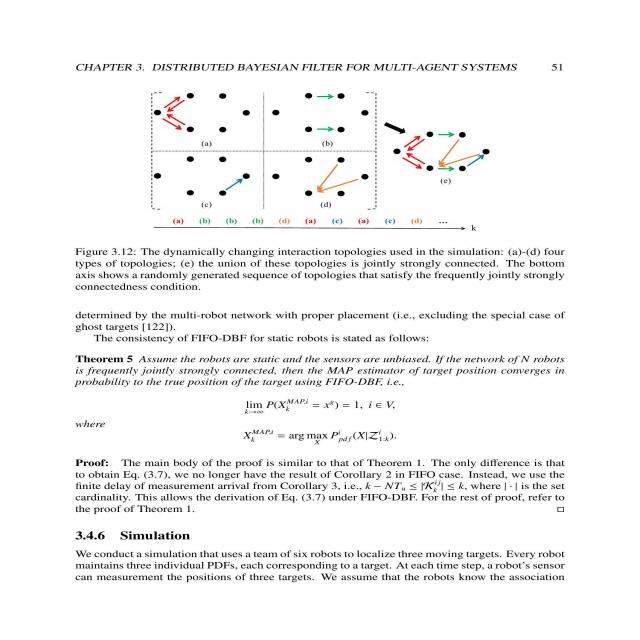 CHAPTER 3. DISTRIBUTED BAYESIAN FILTER FOR MULTI-AGENT SYSTEMS 51
(a)
(b)
(c)
(d)
(e)
(a) (b) (b) (b) (d) (a) (c) (a) (c) (d) ...
k
Figure 3.12: The dynamically changing interaction topologies used in the simulation: (a)-(d) four
types of topologies; (e) the union of these topologies is jointly strongly connected. The bottom
axis shows a randomly generated sequence of topologies that satisfy the frequently jointly strongly
connectedness condition.
determined by the multi-robot network with proper placement (i.e., excluding the special case of
ghost targets [122]).
The consistency of FIFO-DBF for static robots is stated as follows:
Theorem 5 Assume the robots are static and the sensors are unbiased. If the network of N robots
is frequently jointly strongly connected, then the MAP estimator of target position converges in
probability to the true position of the target using FIFO-DBF, i.e.,
lim_{k→∞} P(X_k^{MAP,i} = x^g) = 1, i ∈ V,
where
X_k^{MAP,i} = arg max_X P_{pdf}^i(X|Z_{1:k}^i).
Proof: The main body of the proof is similar to that of Theorem 1. The only difference is that
to obtain Eq. (3.7), we no longer have the result of Corollary 2 in FIFO case. Instead, we use the
finite delay of measurement arrival from Corollary 3, i.e., k − NT_u ≤ |K_k^{ij}| ≤ k, where | · | is the set
cardinality. This allows the derivation of Eq. (3.7) under FIFO-DBF. For the rest of proof, refer to
the proof of Theorem 1. □
3.4.6 Simulation
We conduct a simulation that uses a team of six robots to localize three moving targets. Every robot
maintains three individual PDFs, each corresponding to a target. At each time step, a robot's sensor
can measurement the positions of three targets. We assume that the robots know the association